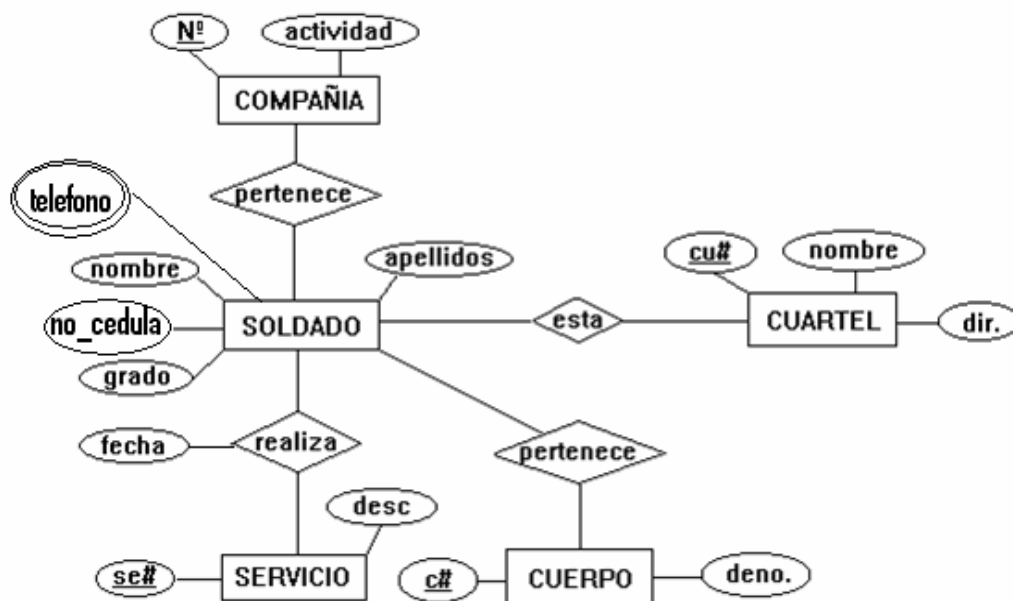 Nº
actividad
COMPAÑIA
pertenece
telefono
nombre
apellidos
cu#
nombre
no_cedula
SOLDADO
esta
CUARTEL
dir.
grado
fecha
realiza
pertenece
desc
se#
SERVICIO
c#
CUERPO
deno.